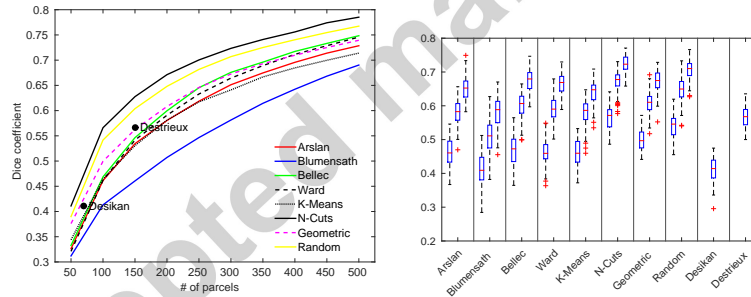 0.8
0.75
0.7
0.65
0.6
0.55
0.5
0.45
0.4
0.35
0.3
Dice coefficient
Destrieux
Desikan
Arslan
Blumensath
Bellec
Ward
K-Means
N-Cuts
Geometric
Random
50 100 150 200 250 300 350 400 450 500
# of parcels
0.8
0.7
0.6
0.5
0.4
0.3
0.2
Arslan
Blumensath
Bellec
Ward
K-Means
N-Cuts
Geometric
Random
Desikan
Destrieux
epted ma